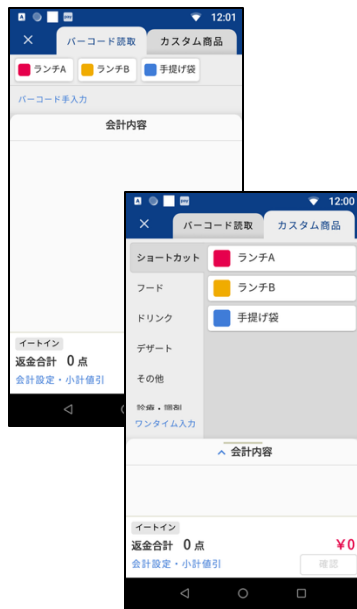 12:01
× バーコード読取 カスタム商品
ランチA ランチB 手提げ袋
バーコード手入力
会計内容
イートイン
返金合計 0 点
会計設定・小計値引
12:00
× バーコード読取 カスタム商品
ショートカット ランチA
フード ランチB
ドリンク 手提げ袋
デザート
その他
診療・調剤
ワンタイム入力
会計内容
イートイン
返金合計 0 点 ¥0
会計設定・小計値引 確認